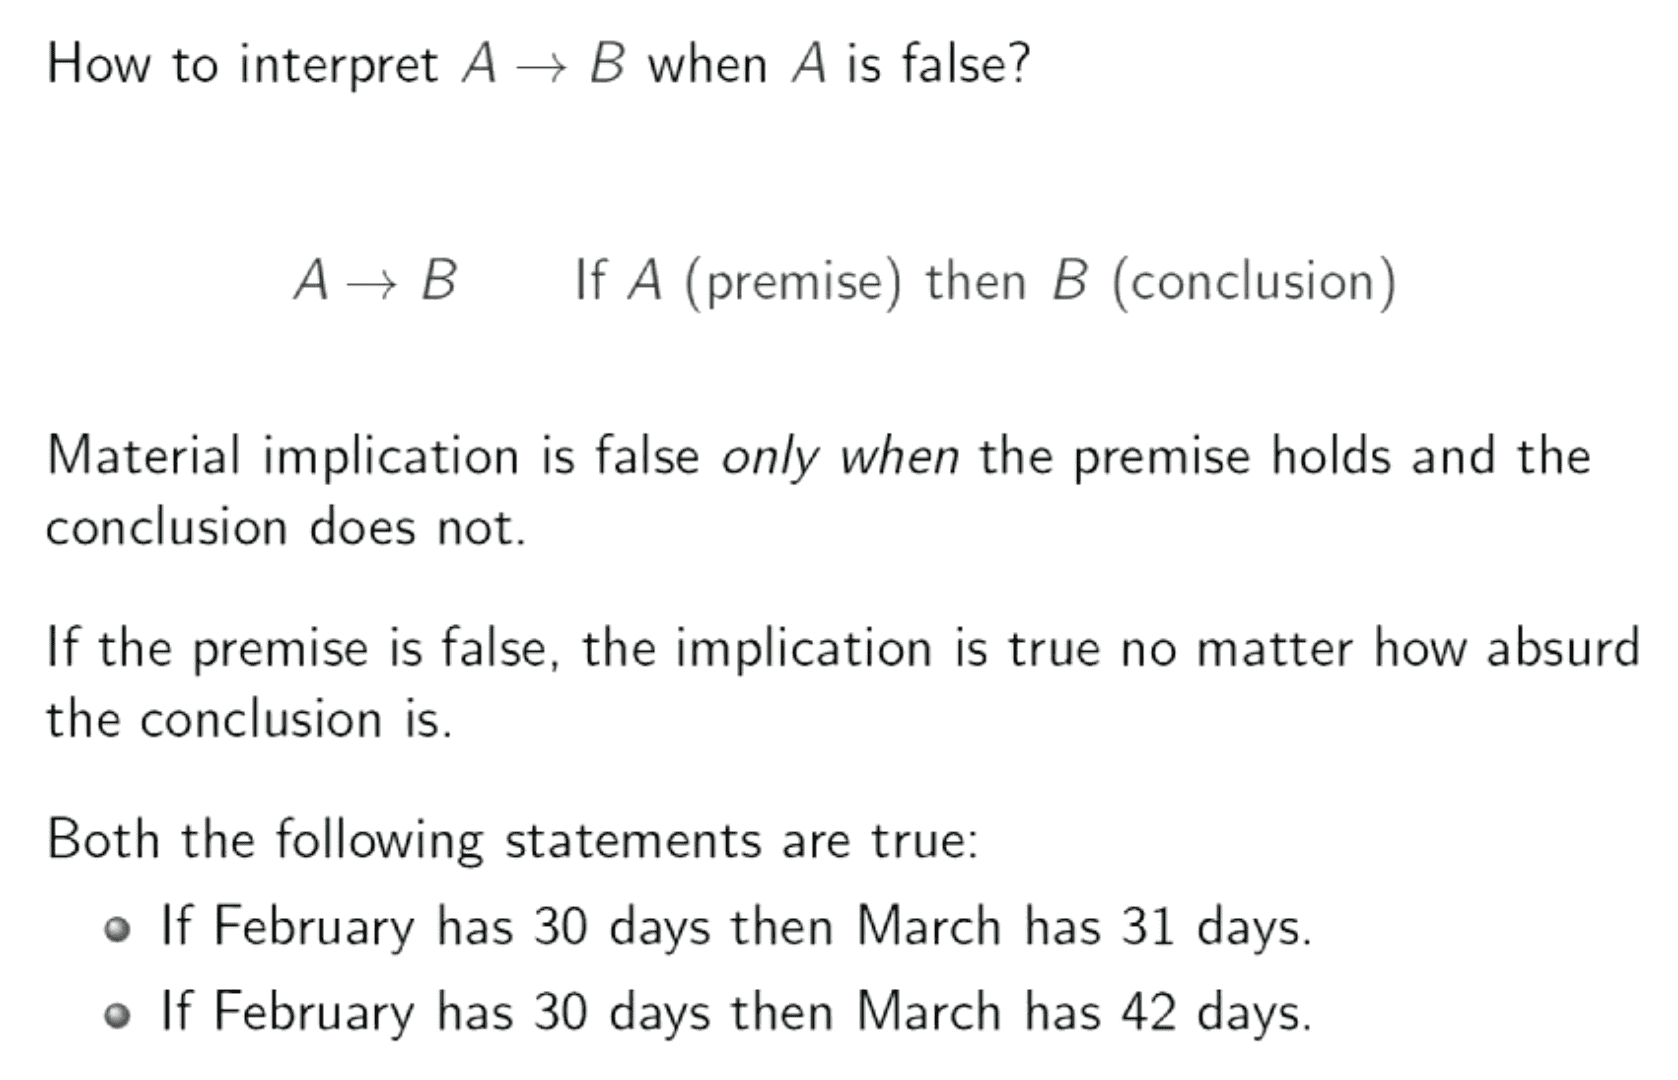 How to interpret A → B when A is false?
A → B If A (premise) then B (conclusion)
Material implication is false only when the premise holds and the
conclusion does not.
If the premise is false, the implication is true no matter how absurd
the conclusion is.
Both the following statements are true:
If February has 30 days then March has 31 days.
If February has 30 days then March has 42 days.